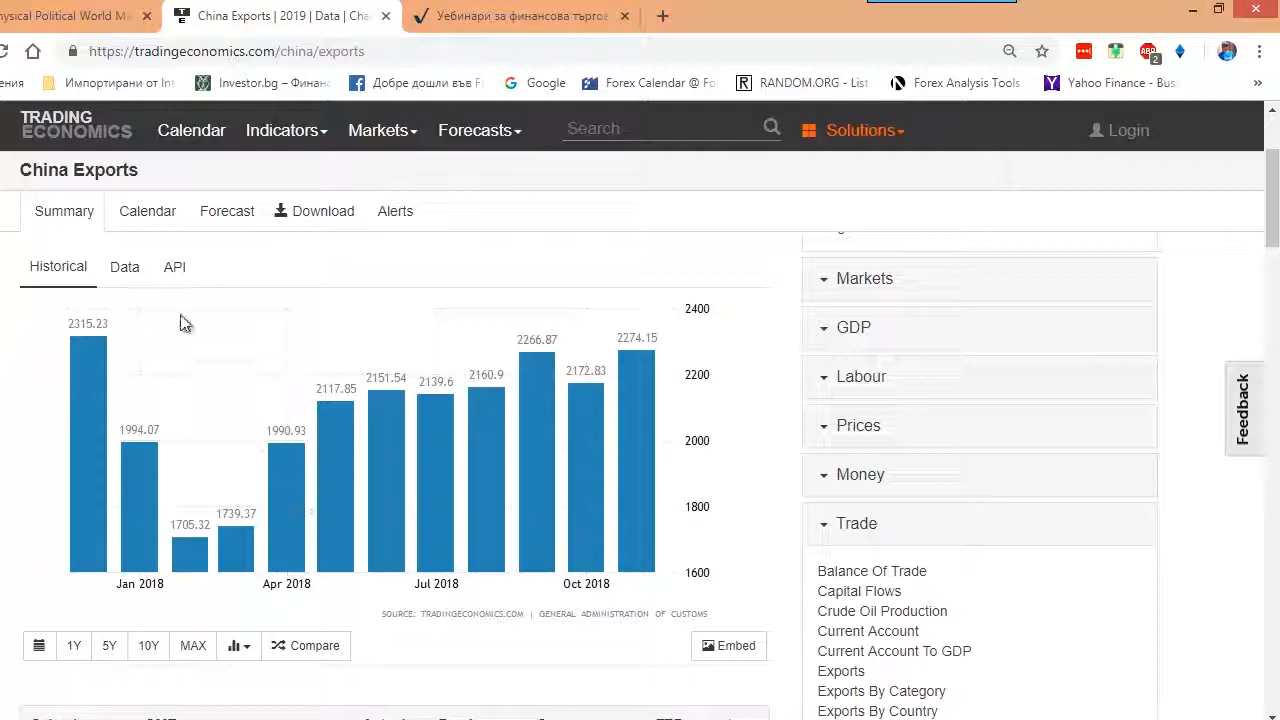 hysical Political World M
China Exports | 2019 | Data | Cha
Уебинари за финансова търгов
https://tradingeconomics.com/china/exports
2
ения
Импортирани от Int
Investor.bg – Финанс
Добре дошли във F
Google
Forex Calendar @ Fo
RANDOM.ORG - List
Forex Analysis Tools
Yahoo Finance - Bus
»
TRADING
ECONOMICS
Calendar
Indicators
Markets
Forecasts
Search
Solutions
Login
China Exports
Summary
Calendar
Forecast
Download
Alerts
Historical
Data
API
2315.23
1994.07
1705.32
1739.37
1990.93
2117.85
2151.54
2139.6
2160.9
2266.87
2172.83
2274.15
2400
2200
2000
1800
1600
Jan 2018
Apr 2018
Jul 2018
Oct 2018
SOURCE: TRADINGECONOMICS.COM | GENERAL ADMINISTRATION OF CUSTOMS
1Y
5Y
10Y
MAX
Compare
Embed
Markets
GDP
Labour
Prices
Money
Trade
Balance Of Trade
Capital Flows
Crude Oil Production
Current Account
Current Account To GDP
Exports
Exports By Category
Exports By Country
Feedback